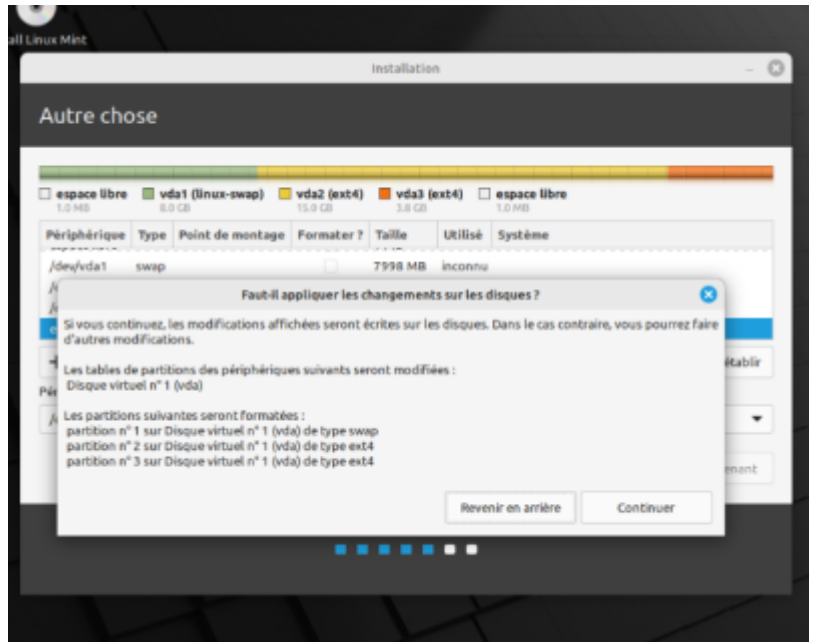 all Linux Mint
Installation
Autre chose
espace libre vda1 (linux-swap) vda2 (ext4) vda3 (ext4) espace libre
1.0 MB 8.0 GB 15.0 GB 3.8 GB 1.0 MB
Périphérique Type Point de montage Formater ? Taille Utilisé Système
/dev/vda1 swap 7998 MB inconnu
Faut-il appliquer les changements sur les disques ?
Si vous continuez, les modifications affichées seront écrites sur les disques. Dans le cas contraire, vous pourrez faire
d'autres modifications.
Les tables de partitions des périphériques suivants seront modifiées :
Disque virtuel n° 1 (vda)
Les partitions suivantes seront formatées :
partition n° 1 sur Disque virtuel n° 1 (vda) de type swap
partition n° 2 sur Disque virtuel n° 1 (vda) de type ext4
partition n° 3 sur Disque virtuel n° 1 (vda) de type ext4
établir
Pér
enant
Revenir en arrière Continuer